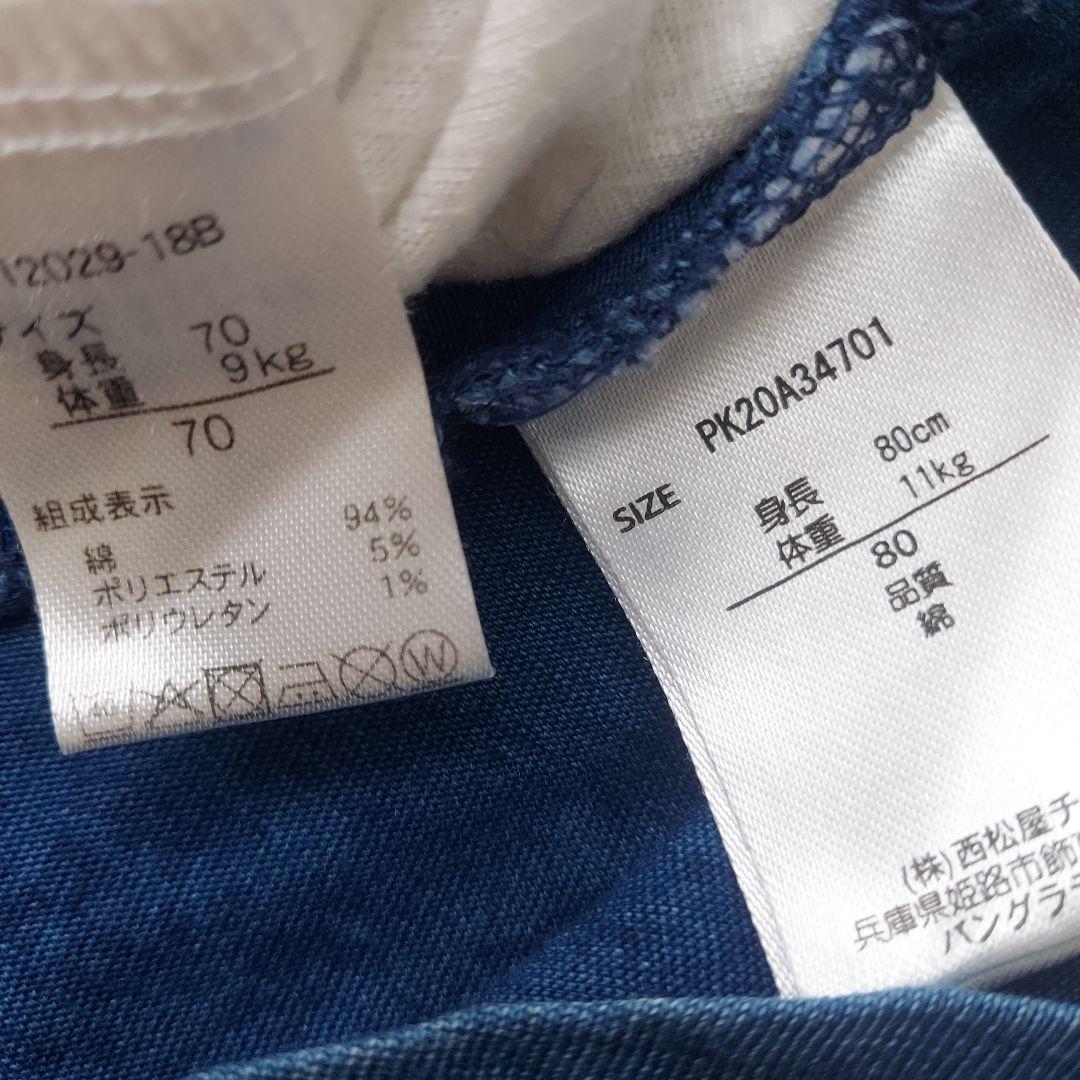 12029-18B
サイズ
身長 70
体重 9kg
70
組成表示
綿 94%
ポリエステル 5%
ポリウレタン 1%
W
PK20A34701
SIZE
身長 80cm
体重 11kg
80
品質
綿
(株)西松屋チ
兵庫県姫路市飾
バングラデ